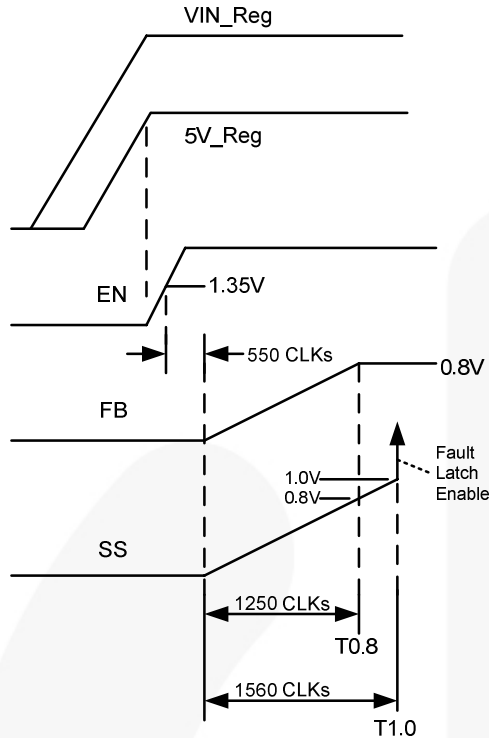 VIN_Reg
5V_Reg
EN
1.35V
550 CLKs
FB
0.8V
Fault
Latch
Enable
1.0V
0.8V
SS
1250 CLKs
T0.8
1560 CLKs
T1.0